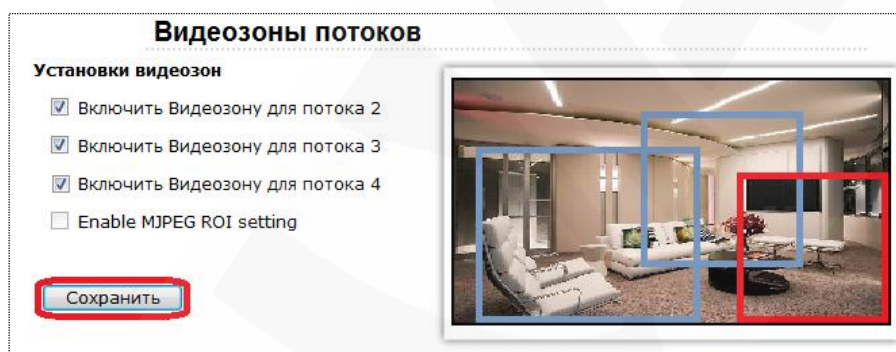 Видеозоны потоков
Установки видеозон
Включить Видеозону для потока 2
Включить Видеозону для потока 3
Включить Видеозону для потока 4
Enable MJPEG ROI setting
Сохранить